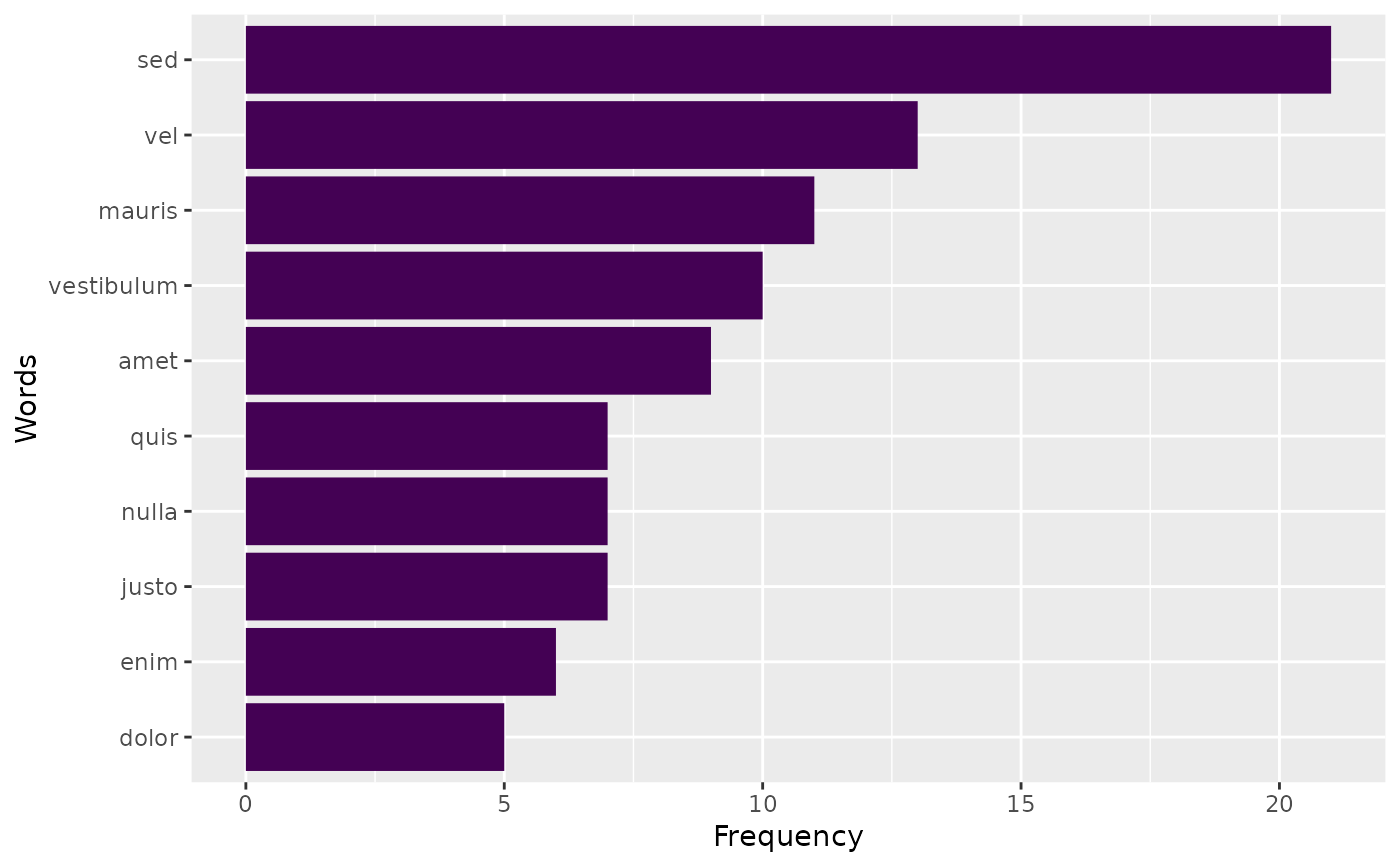 sed
vel
mauris
vestibulum
amet
quis
nulla
justo
enim
dolor
Words
0 5 10 15 20
Frequency